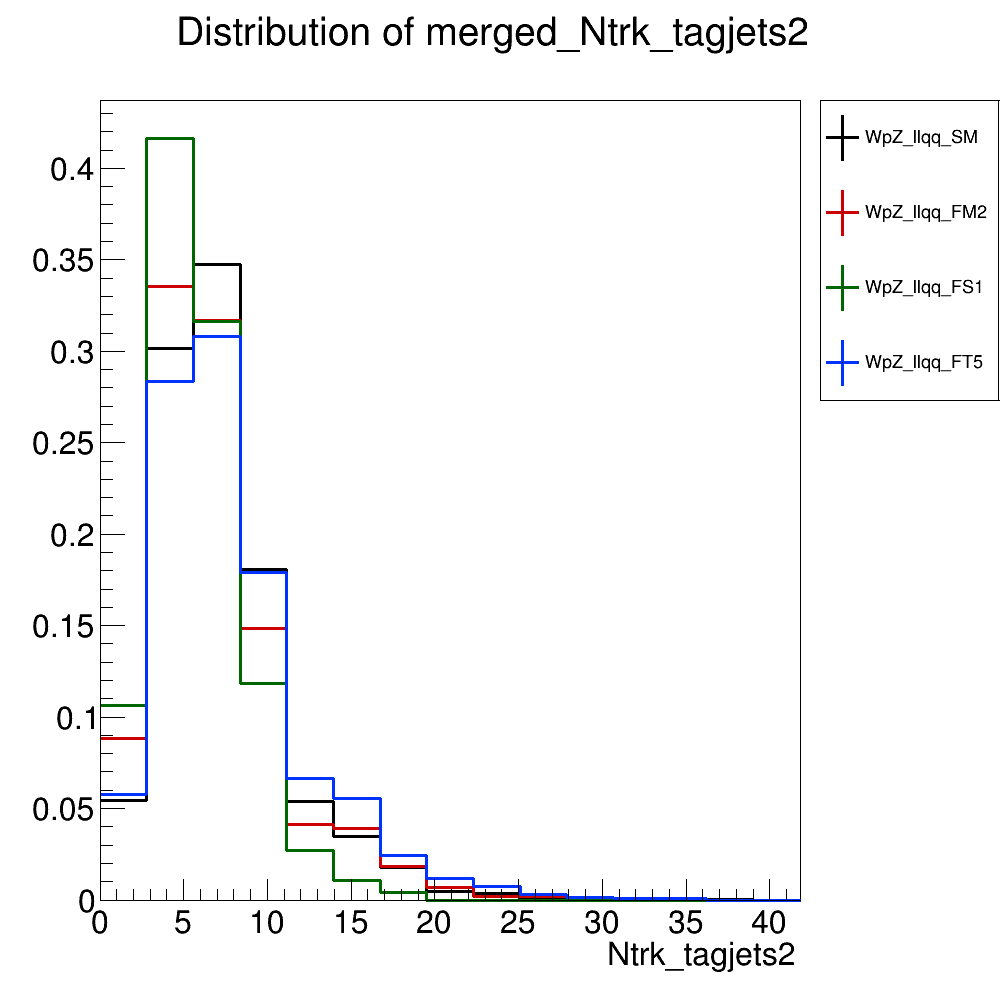 Distribution of merged_Ntrk_tagjets2
WpZ_llqq_SM
WpZ_llqq_FM2
WpZ_llqq_FS1
WpZ_llqq_FT5
0.4
0.35
0.3
0.25
0.2
0.15
0.1
0.05
0
0 5 10 15 20 25 30 35 40
Ntrk_tagjets2